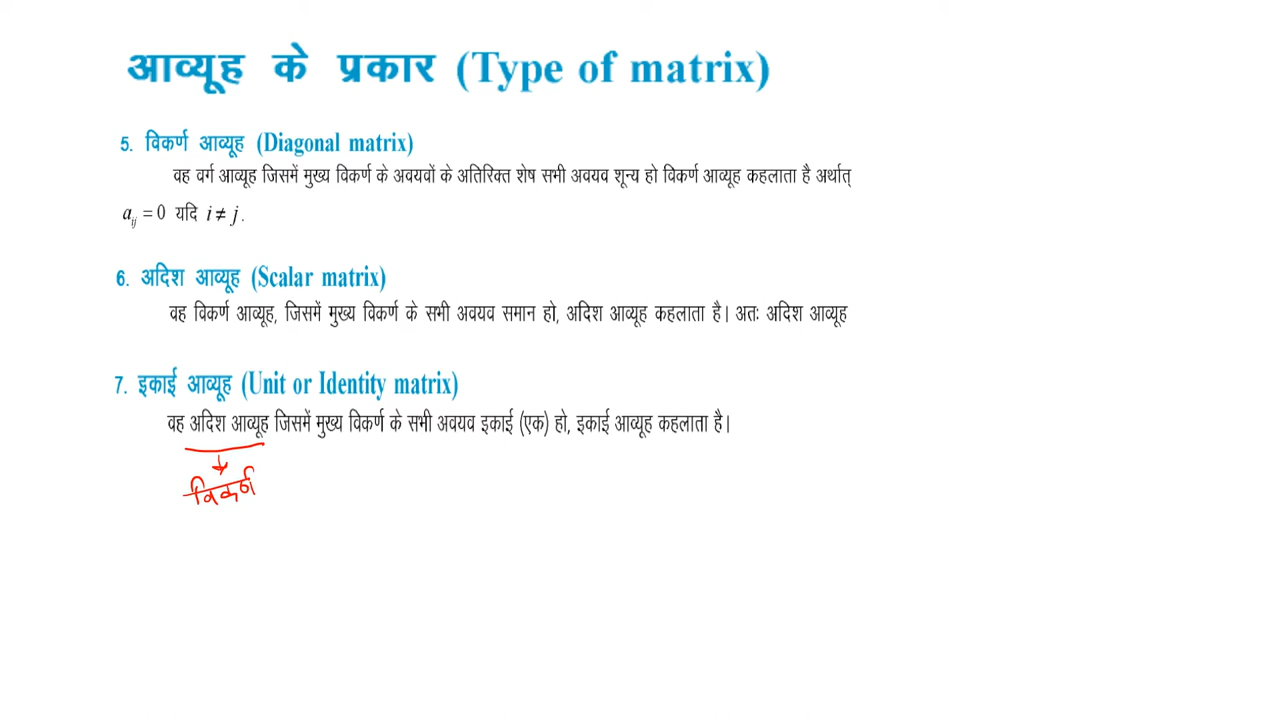 आव्यूह के प्रकार (Type of matrix)
5. विकर्ण आव्यूह (Diagonal matrix)
वह वर्ग आव्यूह जिसमें मुख्य विकर्ण के अवयवों के अतिरिक्त शेष सभी अवयव शून्य हो विकर्ण आव्यूह कहलाता है अर्थात्
aᵢⱼ = 0 यदि i ≠ j.
6. अदिश आव्यूह (Scalar matrix)
वह विकर्ण आव्यूह, जिसमें मुख्य विकर्ण के सभी अवयव समान हो, अदिश आव्यूह कहलाता है। अतः अदिश आव्यूह
7. इकाई आव्यूह (Unit or Identity matrix)
वह अदिश आव्यूह जिसमें मुख्य विकर्ण के सभी अवयव इकाई (एक) हो, इकाई आव्यूह कहलाता है।
विकर्ण